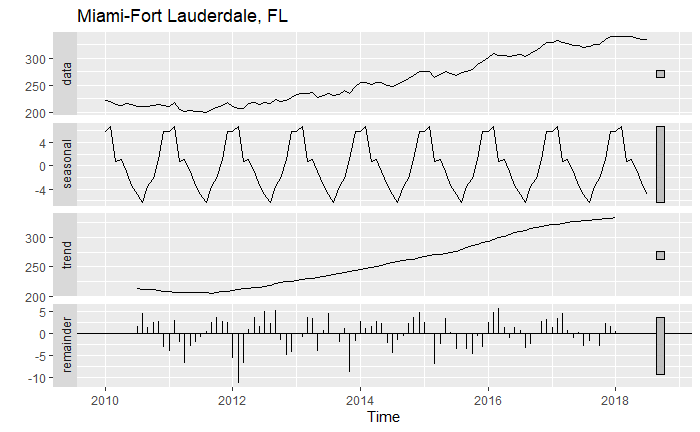 Miami-Fort Lauderdale, FL
300
250
200
data
4
0
-4
seasonal
300
250
200
trend
5
0
-5
-10
remainder
2010 2012 2014 2016 2018
Time